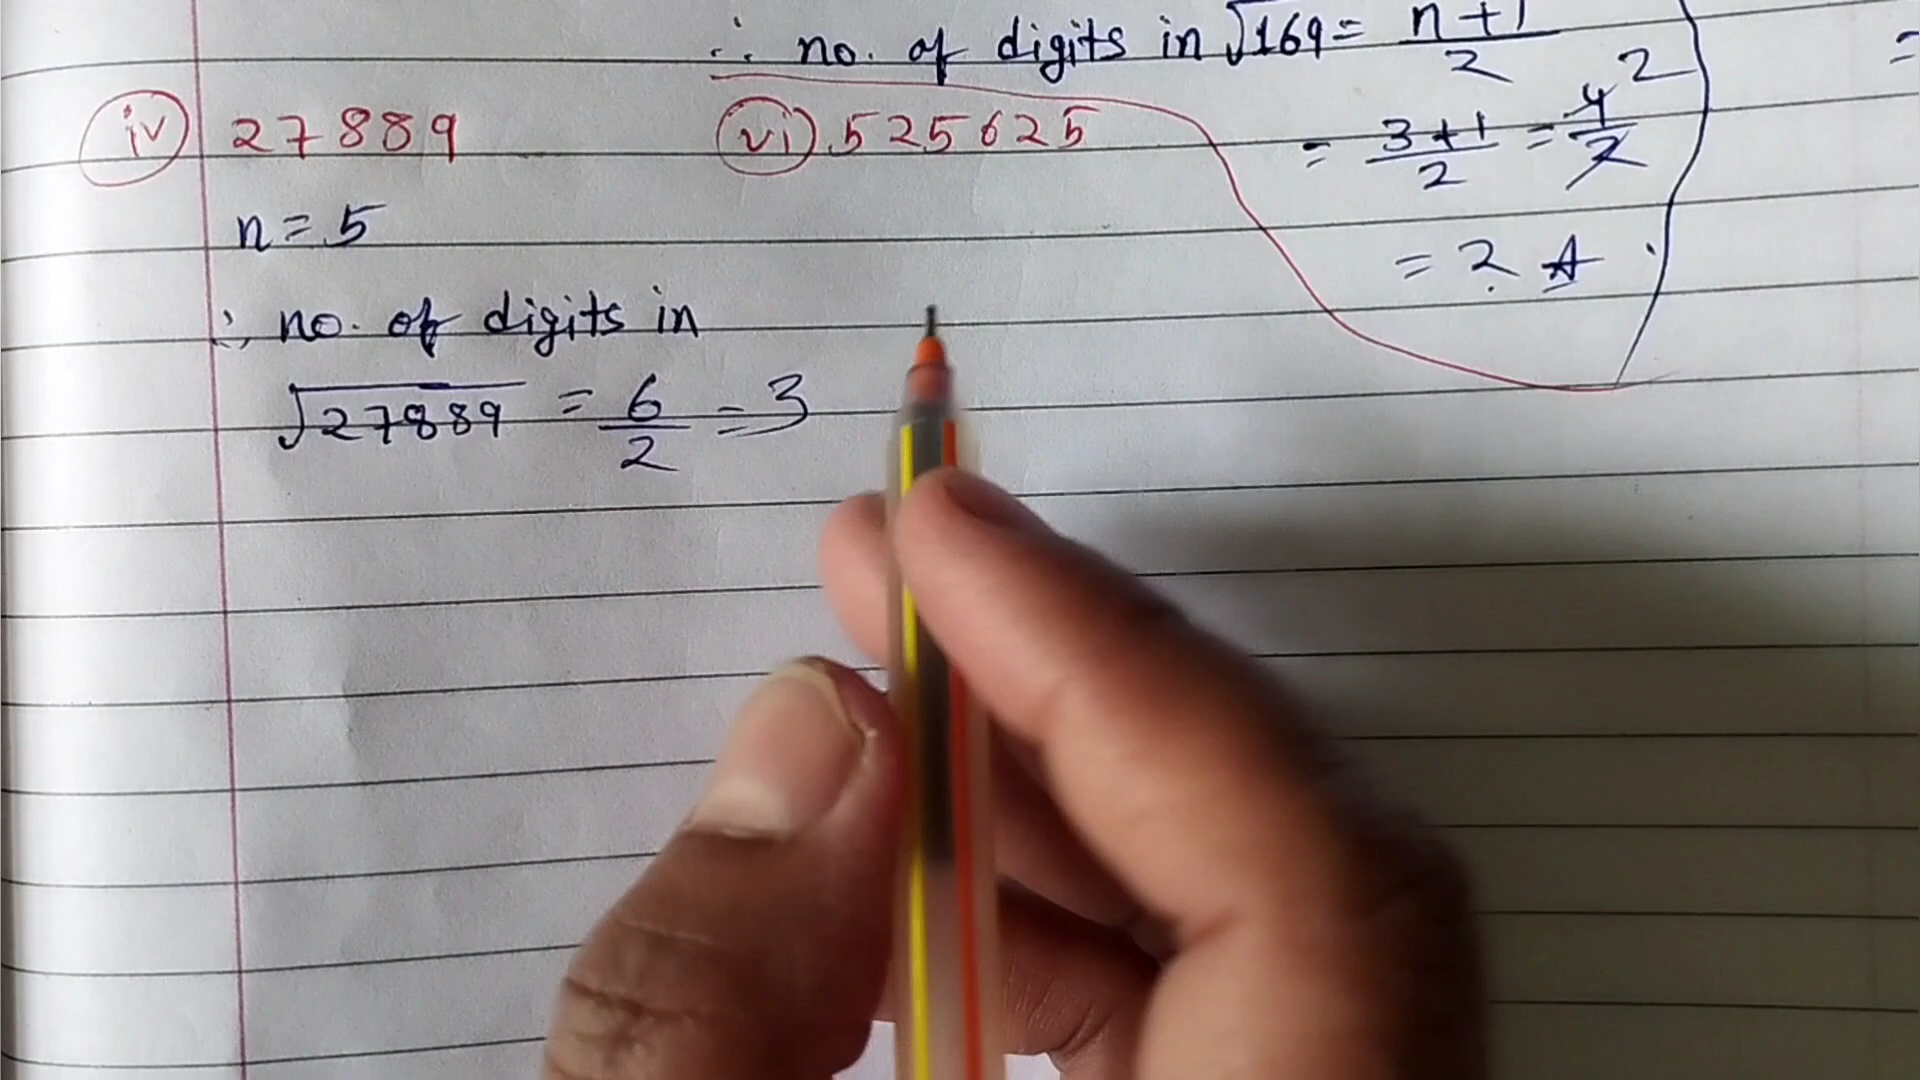 ∴ no. of digits in √169 = n+1/2
= 3+1/2 = 4/2 2
= 2 A
iv 27889
n = 5
∴ no. of digits in
√27889 = 6/2 = 3
vi 525625
=